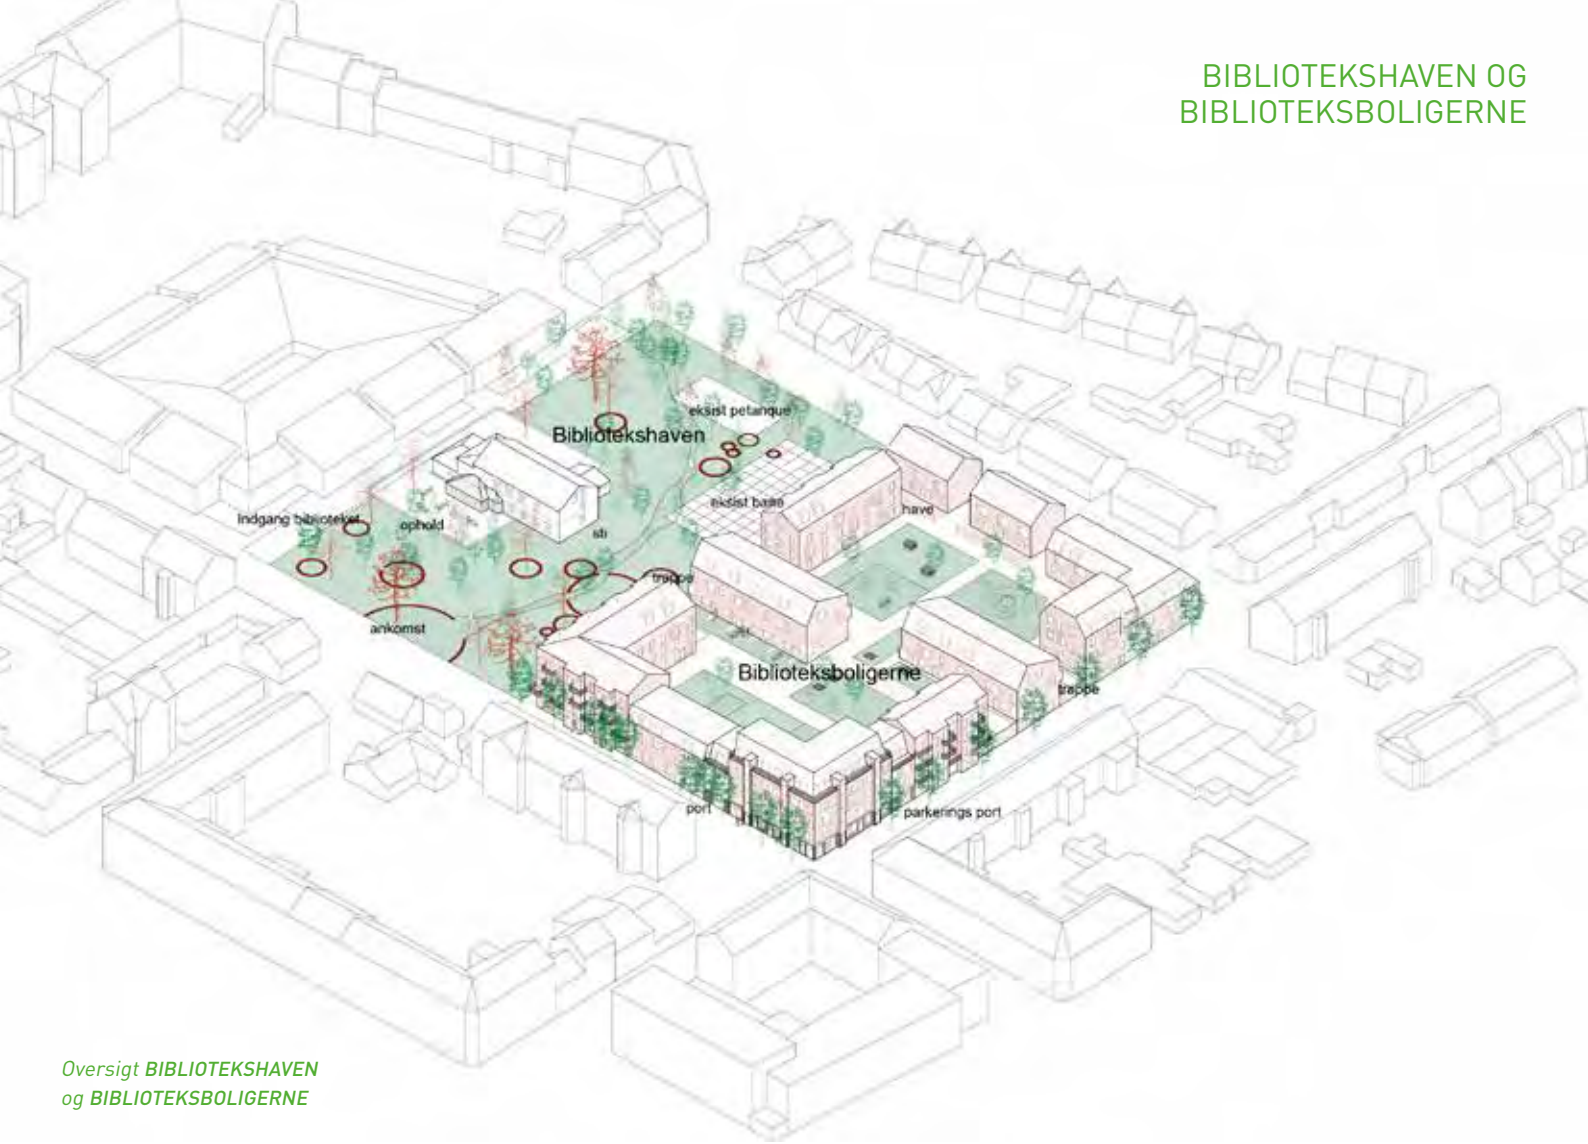 BIBLIOTEKSHAVEN OG
BIBLIOTEKSBOLIGERNE
eksist petanque
Bibliotekshaven
eksist bane
have
Indgang biblioteket
ophold
sti
trappe
ankomst
Biblioteksboligerne
trappe
port
parkerings port
Oversigt BIBLIOTEKSHAVEN
og BIBLIOTEKSBOLIGERNE